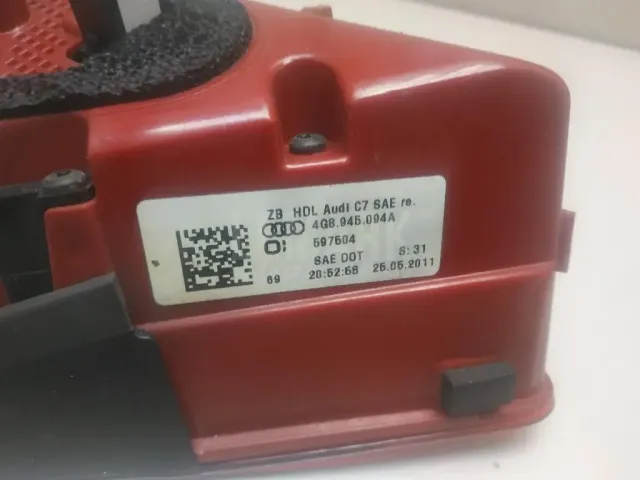 ZB HDL Audi C7 SAE re.
4G8.945.094A
597504
SAE DOT S: 31
69 20:52:58 25.05.2011